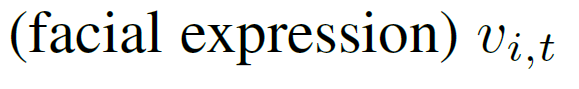 (facial expression) v_{i,t}